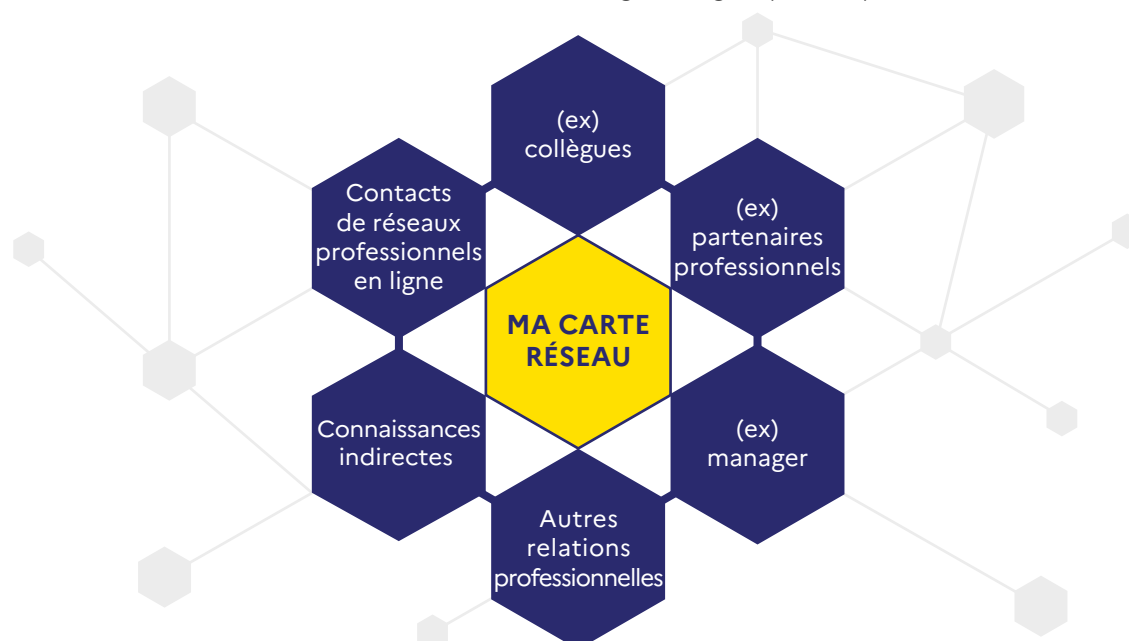 (ex)
collègues
Contacts
de réseaux
professionnels
en ligne
(ex)
partenaires
professionnels
MA CARTE
RÉSEAU
Connaissances
indirectes
(ex)
manager
Autres
relations
professionnelles